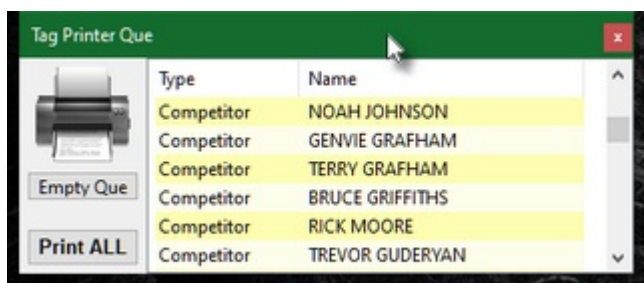 Tag Printer Que
x
Type Name
Competitor NOAH JOHNSON
Competitor GENVIE GRAFHAM
Competitor TERRY GRAFHAM
Competitor BRUCE GRIFFITHS
Competitor RICK MOORE
Competitor TREVOR GUDERYAN
Empty Que
Print ALL